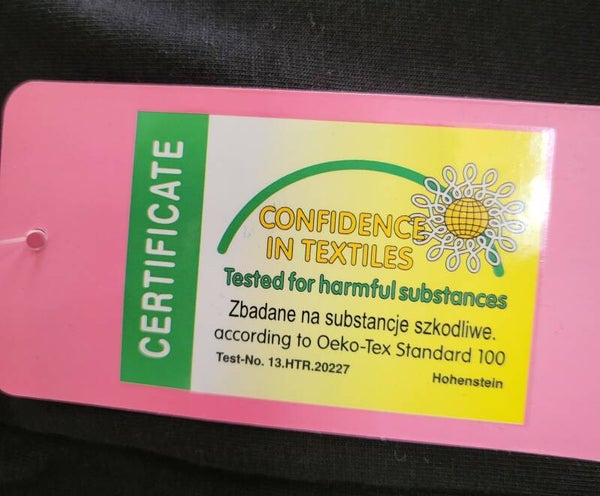 CERTIFICATE
CONFIDENCE
IN TEXTILES
Tested for harmful substances
Zbadane na substancje szkodliwe.
according to Oeko-Tex Standard 100
Test-No. 13.HTR.20227
Hohenstein